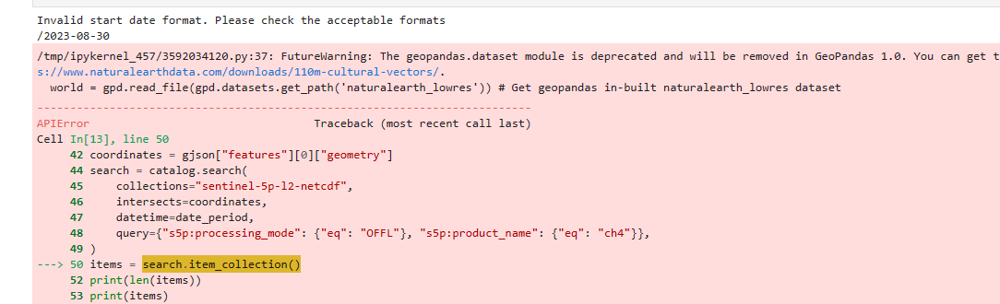 Invalid start date format. Please check the acceptable formats
/2023-08-30
/tmp/ipykernel_457/3592034120.py:37: FutureWarning: The geopandas.dataset module is deprecated and will be removed in GeoPandas 1.0. You can get t
s://www.naturalearthdata.com/downloads/110m-cultural-vectors/.
  world = gpd.read_file(gpd.datasets.get_path('naturalearth_lowres')) # Get geopandas in-built naturalearth_lowres dataset
---------------------------------------------------------------------------
APIError                                  Traceback (most recent call last)
Cell In[13], line 50
     42 coordinates = gjson["features"][0]["geometry"]
     44 search = catalog.search(
     45     collections="sentinel-5p-l2-netcdf",
     46     intersects=coordinates,
     47     datetime=date_period,
     48     query={"s5p:processing_mode": {"eq": "OFFL"}, "s5p:product_name": {"eq": "ch4"}},
     49 )
---> 50 items = search.item_collection()
     52 print(len(items))
     53 print(items)